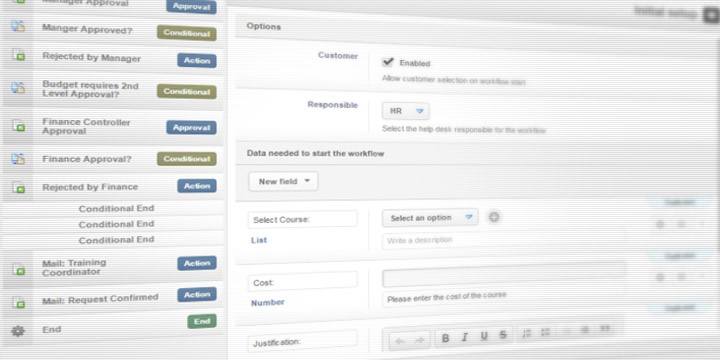 Manager Approval
Approval
Manger Approved?
Conditional
Rejected by Manager
Action
Budget requires 2nd
Level Approval?
Conditional
Finance Controller
Approval
Approval
Finance Approval?
Conditional
Rejected by Finance
Action
Conditional End
Conditional End
Conditional End
Mail: Training
Coordinator
Action
Mail: Request Confirmed
Action
End
End
Initial setup
Options
Customer
Enabled
Allow customer selection on workflow start
Responsible
HR
Select the help desk responsible for the workflow
Data needed to start the workflow
New field
Select Course:
List
Select an option
Write a description
Cost:
Number
Please enter the cost of the course
Justification:
B I U S